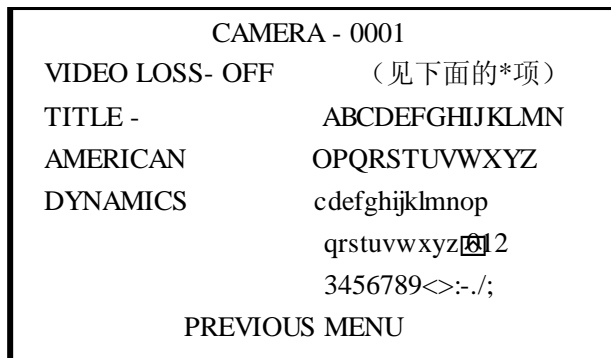 CAMERA - 0001
VIDEO LOSS- OFF （见下面的*项）
TITLE - ABCDEFGHIJKLMN
AMERICAN OPQRSTUVWXYZ
DYNAMICS cdefghijklmnop
qrstuvwxyz 12
3456789<>:-./;
PREVIOUS MENU